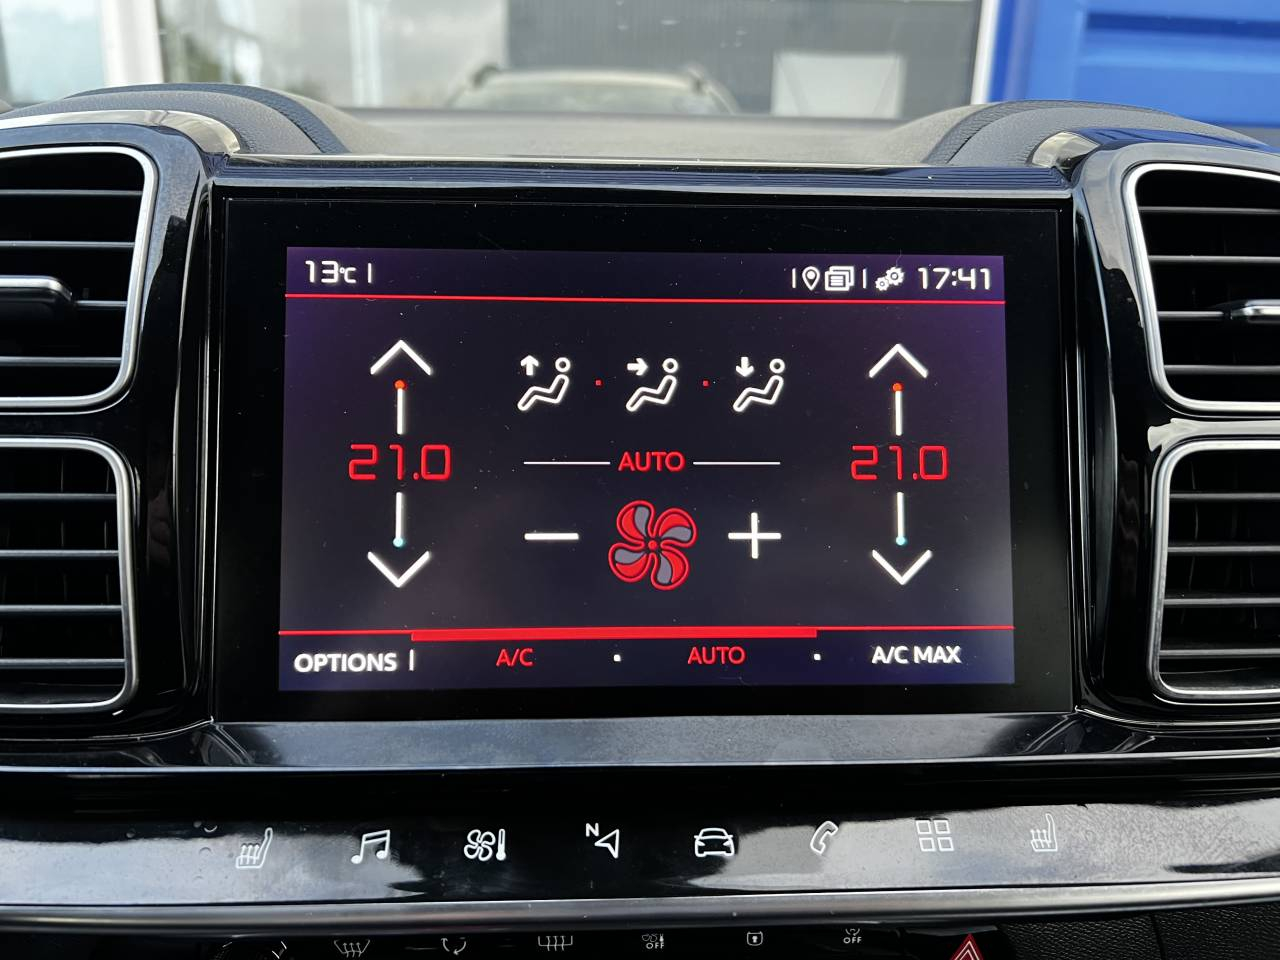 13°C 17:41
21.0 AUTO 21.0
OPTIONS A/C AUTO A/C MAX
N
OFF OFF